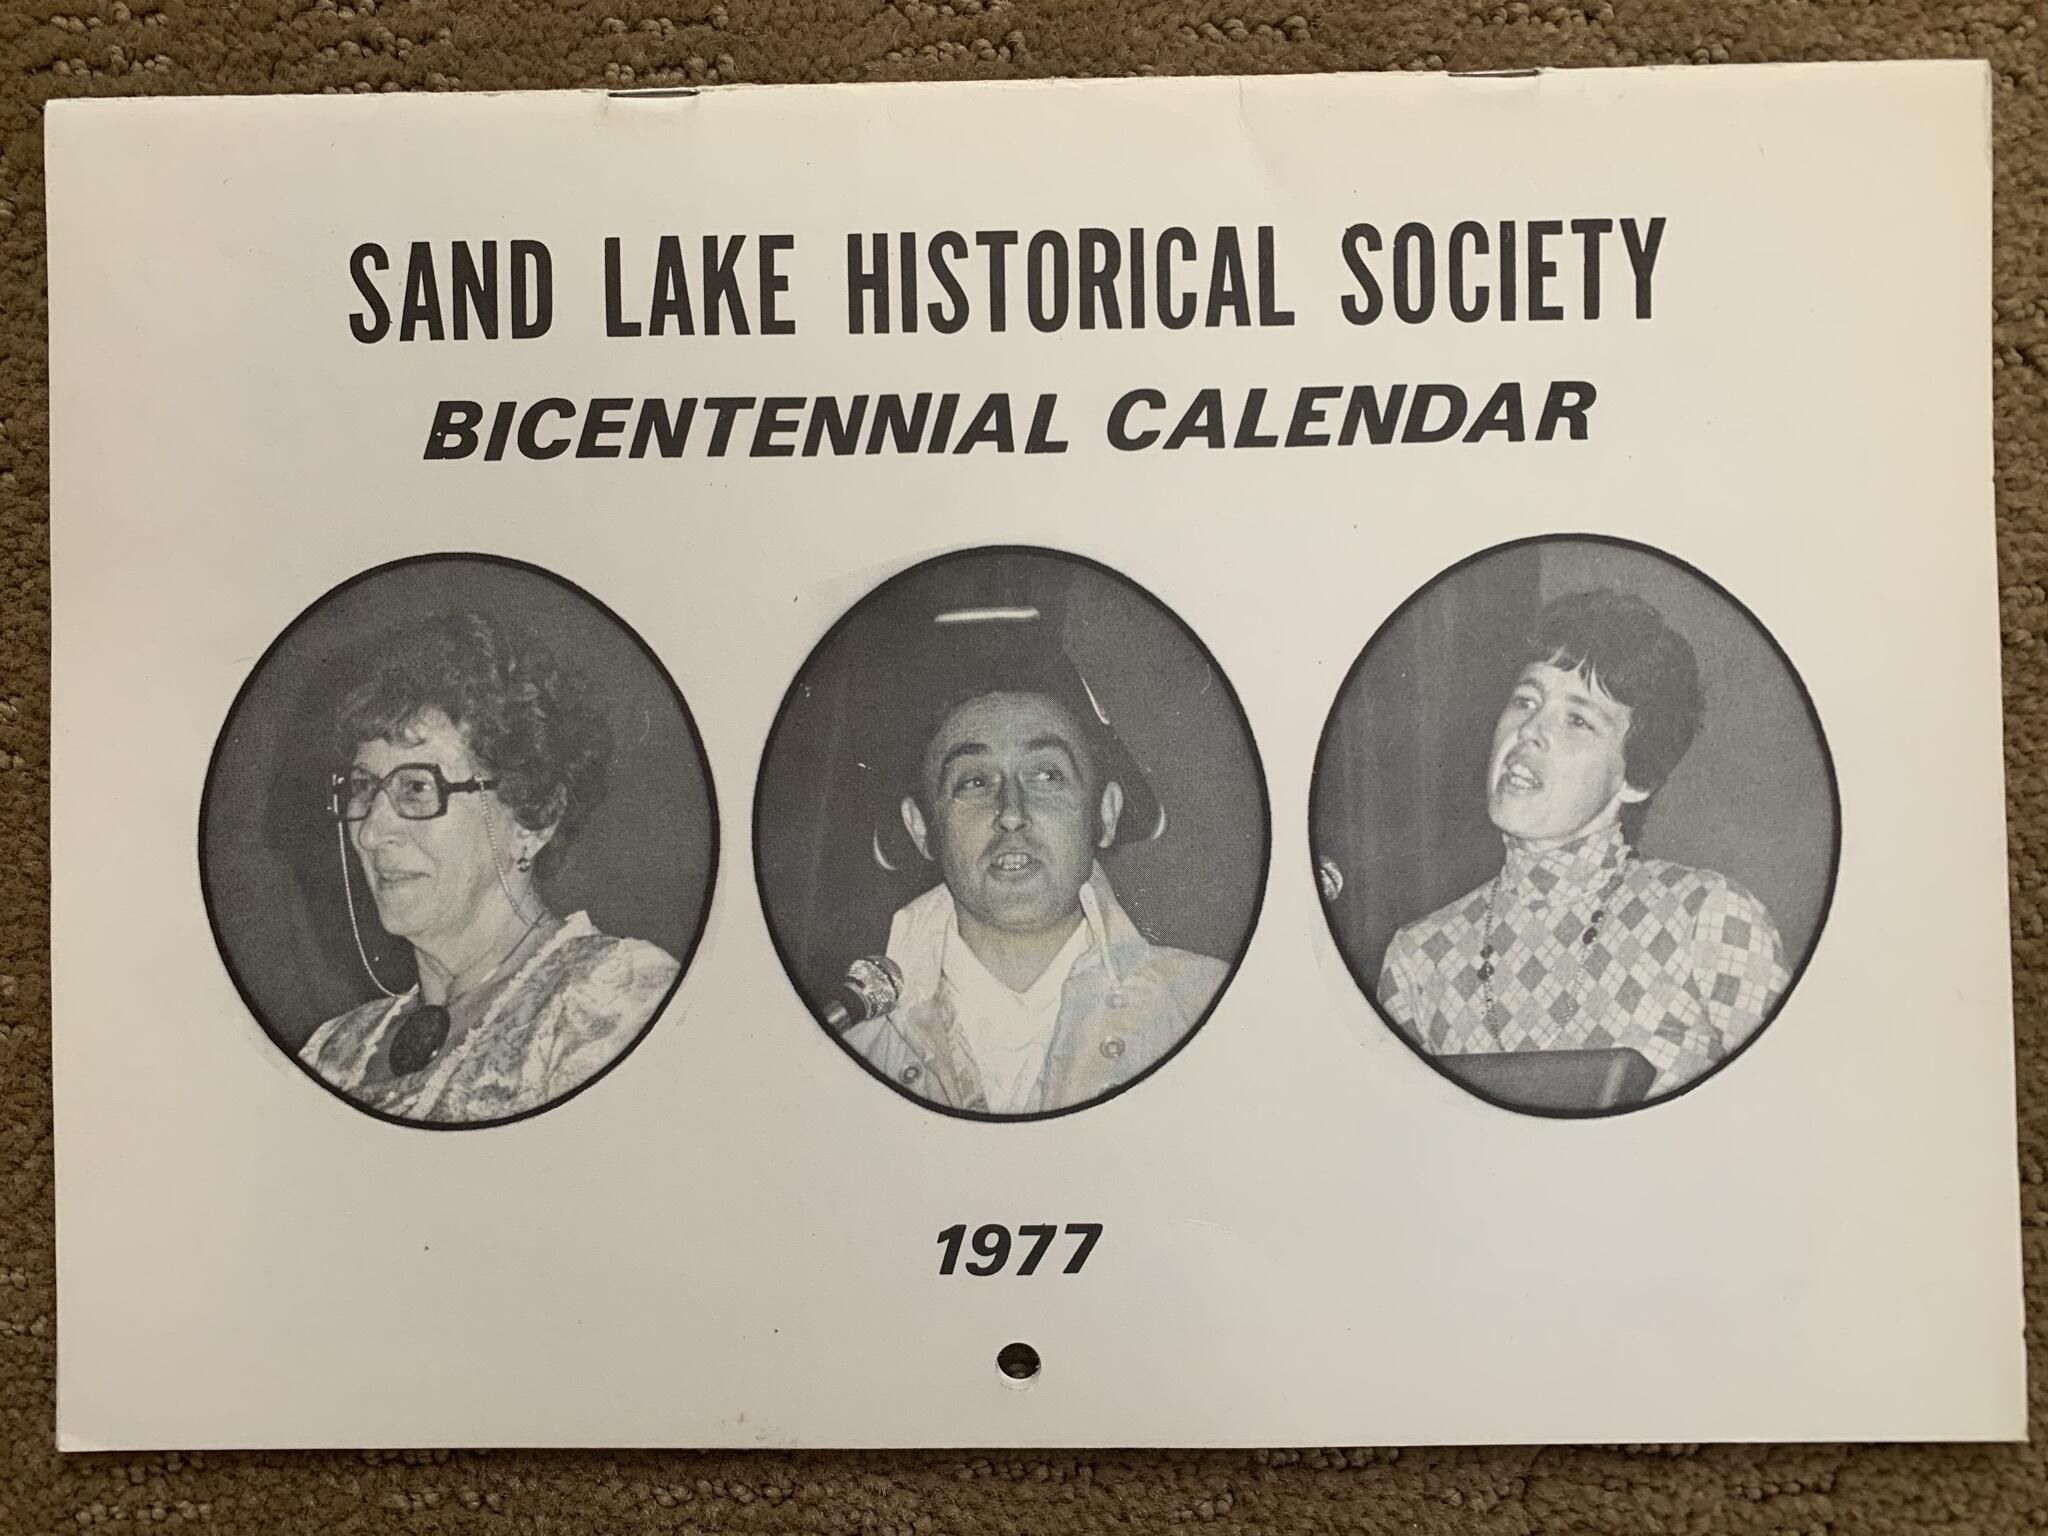 SAND LAKE HISTORICAL SOCIETY
BICENTENNIAL CALENDAR
1977